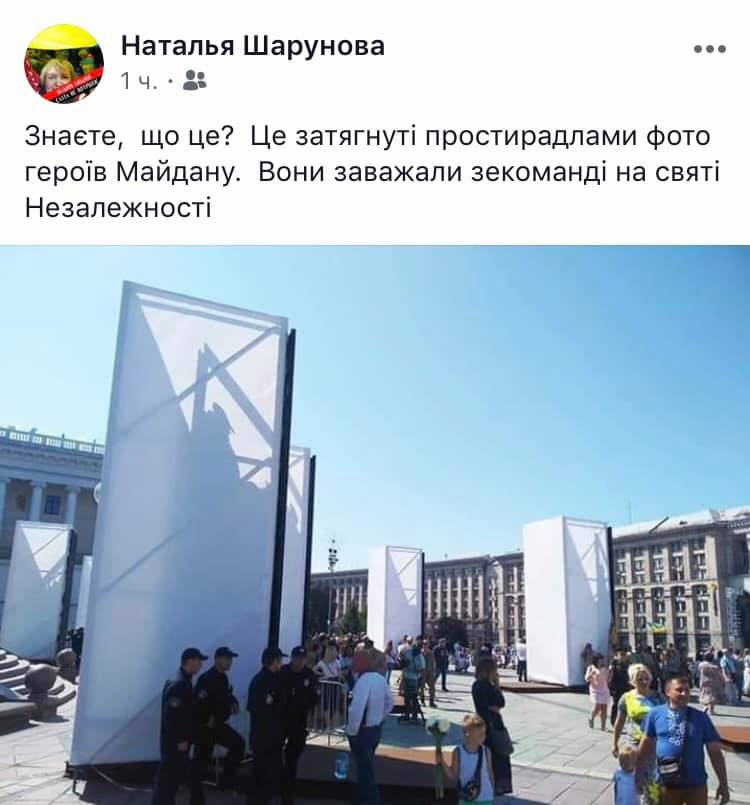 Наталья Шарунова
1 ч.
Знаєте, що це? Це затягнуті простирадлами фото
героїв Майдану. Вони заважали зекоманді на святі
Незалежності